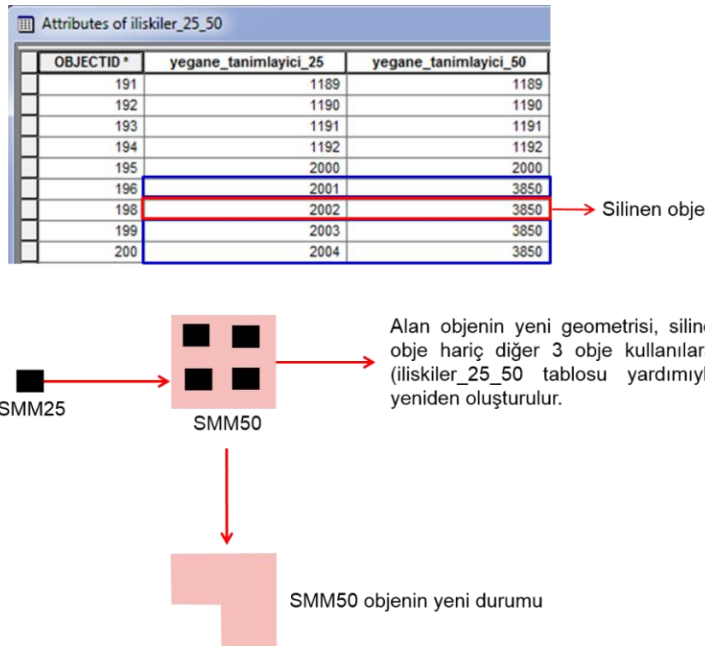 Attributes of iliskiler_25_50
OBJECTID * yegane_tanimlayici_25 yegane_tanimlayici_50
191 1189 1189
192 1190 1190
193 1191 1191
194 1192 1192
195 2000 2000
196 2001 3850
198 2002 3850
199 2003 3850
200 2004 3850
Silinen obje
Alan objenin yeni geometrisi,
obje hariç diğer 3 obje
(iliskiler_25_50 tablosu
yeniden oluşturulur.
SMM25
SMM50
SMM50 objenin yeni durumu